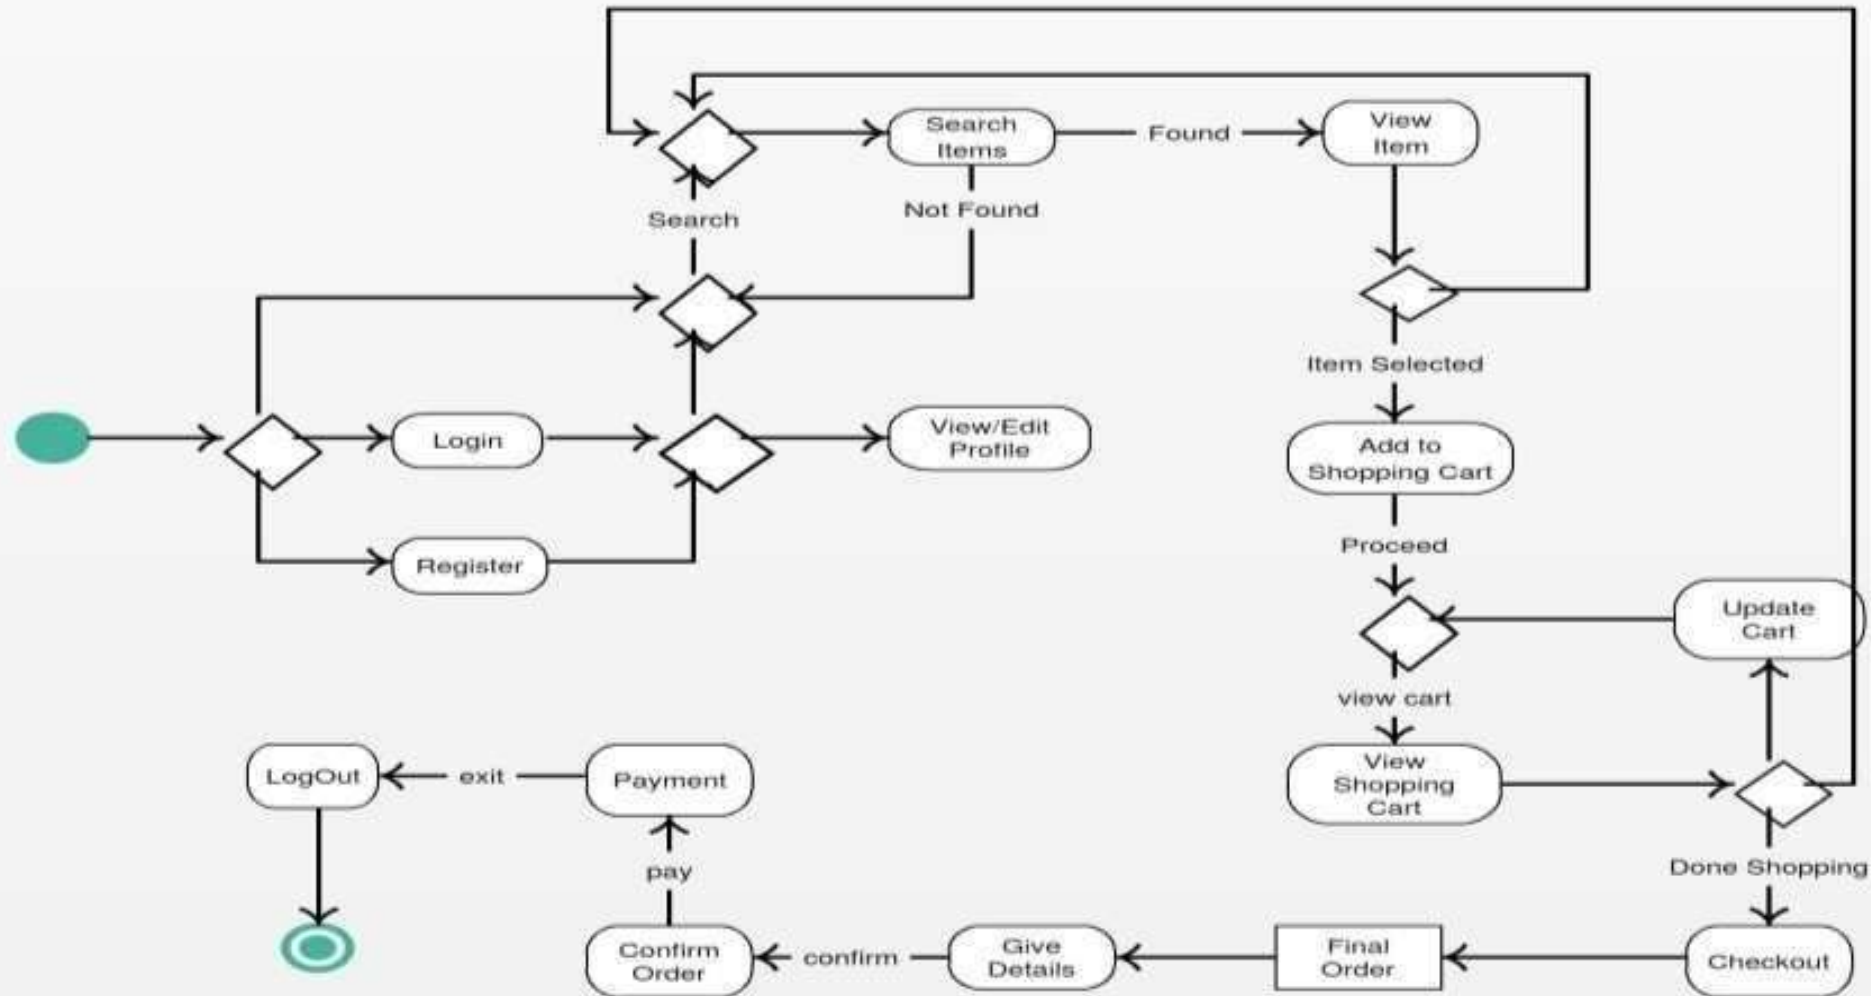 Search
Items
Found
View
Item
Search
Not Found
Item Selected
Login
View/Edit
Profile
Add to
Shopping Cart
Register
Proceed
Update
Cart
view cart
LogOut
exit
Payment
View
Shopping
Cart
pay
Done Shopping
Confirm
Order
confirm
Give
Details
Final
Order
Checkout